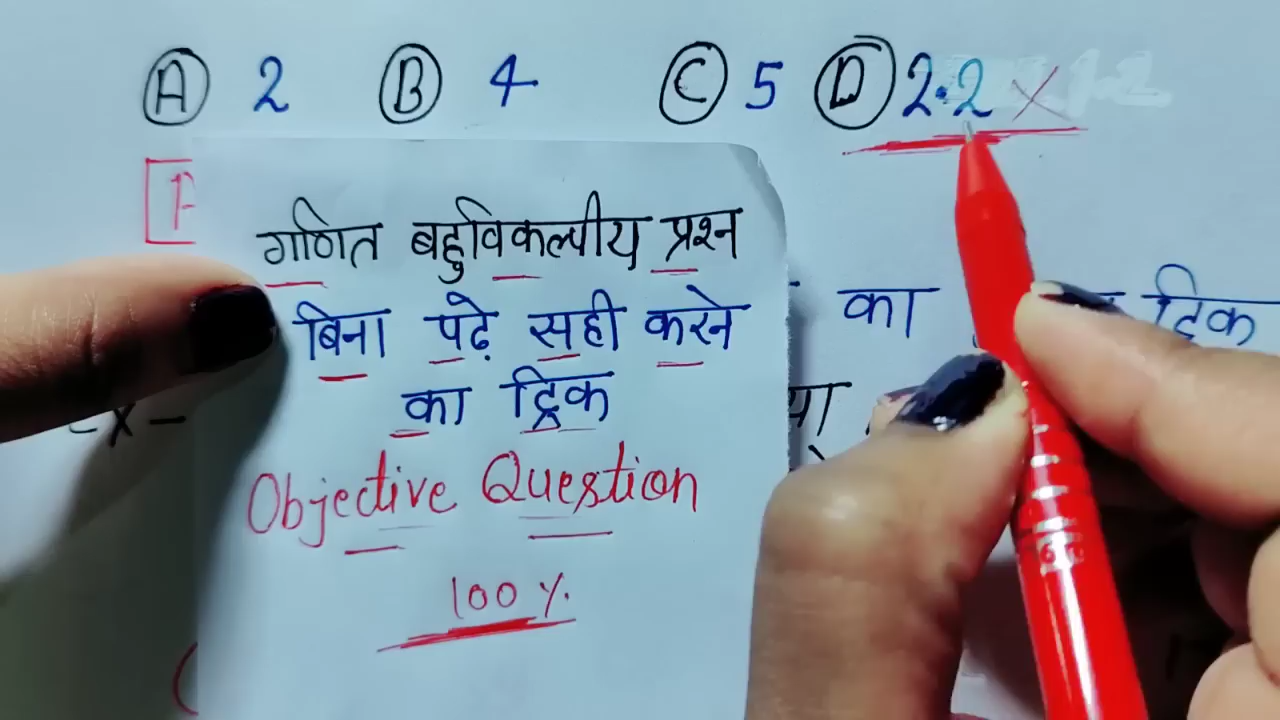 A 2 B 4 C 5 D 2.2 X
गणित बहुविकल्पीय प्रश्न
बिना पढ़े सही करने
का ट्रिक
Objective Question
100 %.
का ट्रिक